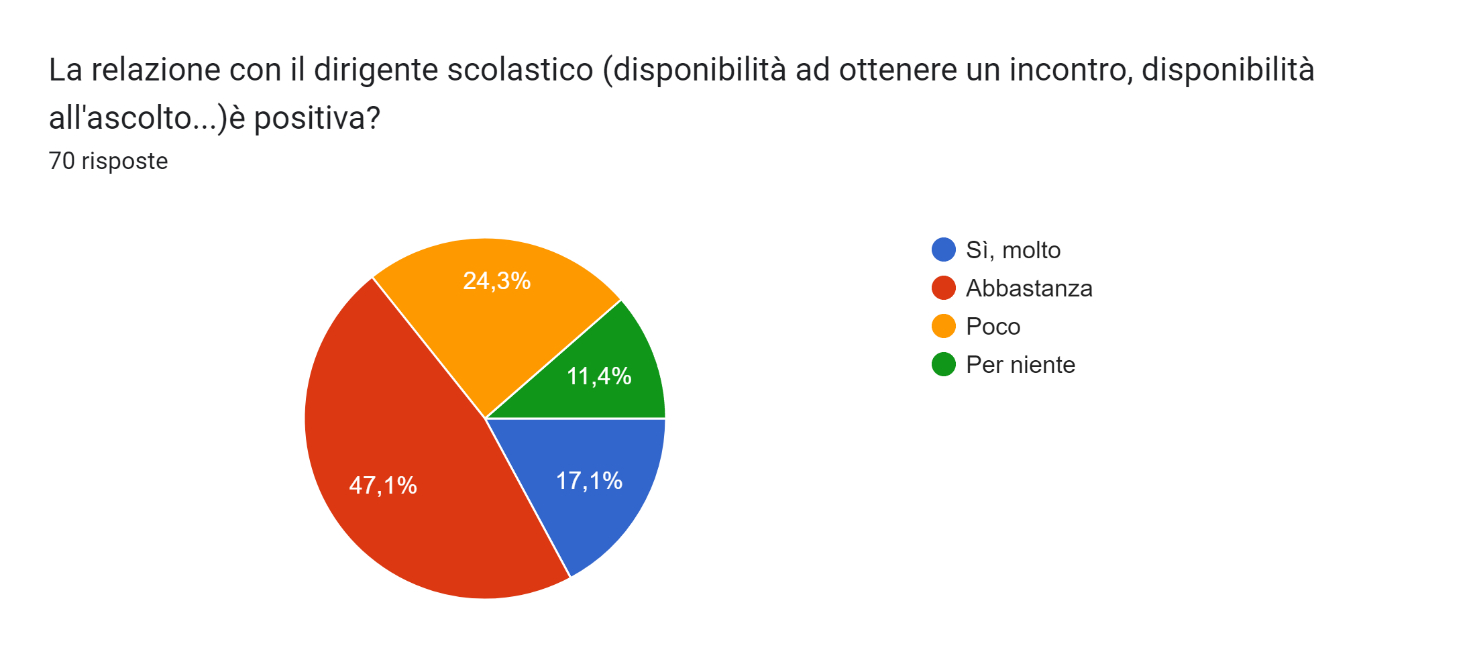 La relazione con il dirigente scolastico (disponibilità ad ottenere un incontro, disponibilità
all'ascolto...)è positiva?
70 risposte
24,3%
11,4%
47,1%
17,1%
Sì, molto
Abbastanza
Poco
Per niente